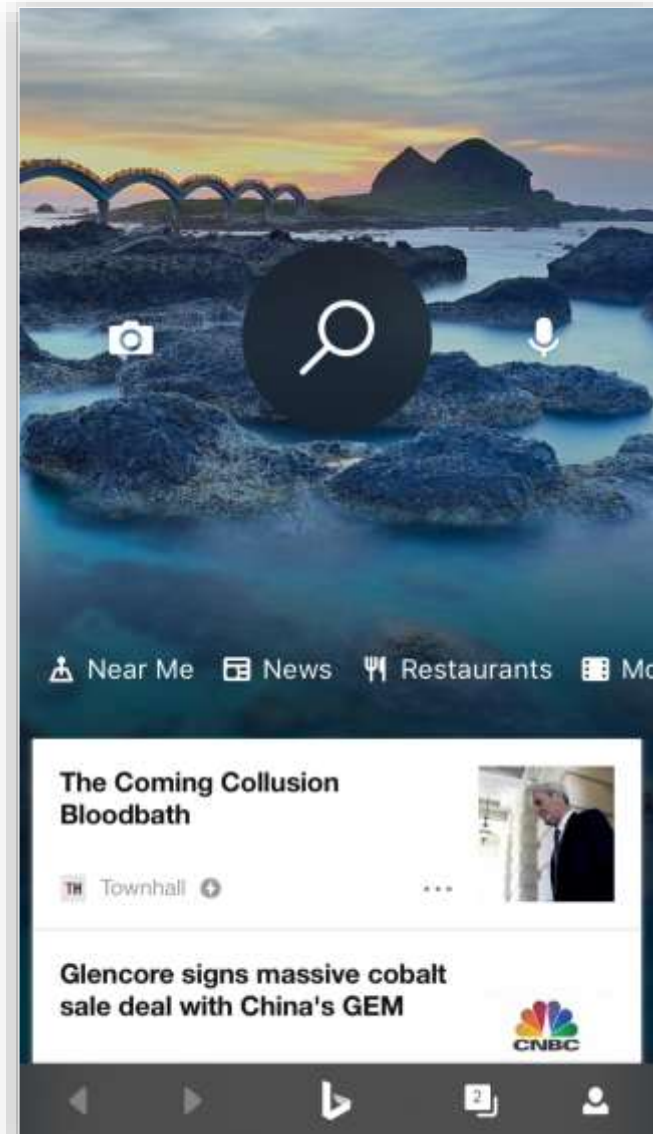 Near Me News Restaurants Mo
The Coming Collusion
Bloodbath
TH Townhall
Glencore signs massive cobalt
sale deal with China's GEM
CNBC
2